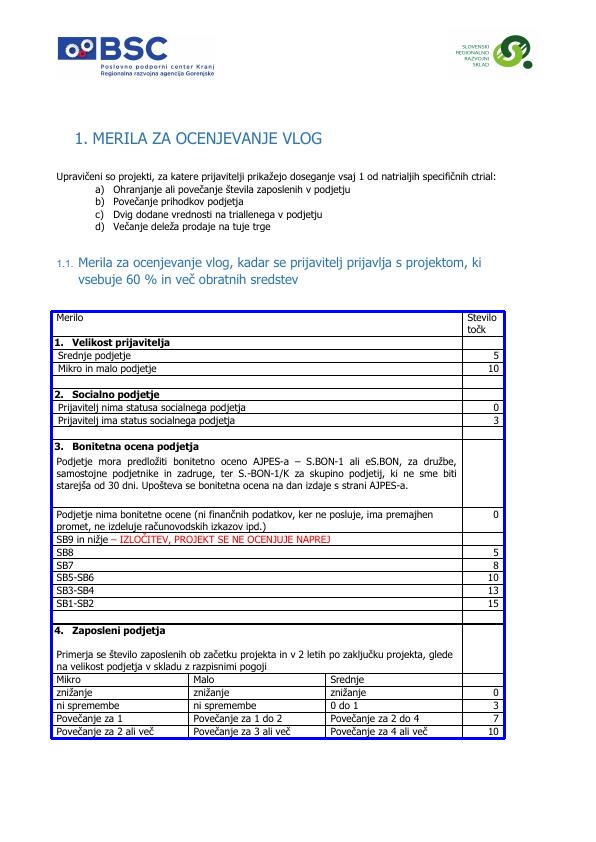 BSC
Poslovno podporni center Kranj
Regionalna razvojna agencija Gorenjske
SLOVENSKI
REGIONALNO
RAZVOJNI
SKLAD
1. MERILA ZA OCENJEVANJE VLOG
Upravičeni so projekti, za katere prijavitelji prikažejo doseganje vsaj 1 od natrialjih specifičnih ctrial:
a) Ohranjanje ali povečanje števila zaposlenih v podjetju
b) Povečanje prihodkov podjetja
c) Dvig dodane vrednosti na triallenega v podjetju
d) Večanje deleža prodaje na tuje trge
1.1. Merila za ocenjevanje vlog, kadar se prijavitelj prijavlja s projektom, ki
vsebuje 60 % in več obratnih sredstev
Merilo Število
točk
1. Velikost prijavitelja
Srednje podjetje 5
Mikro in malo podjetje 10
2. Socialno podjetje
Prijavitelj nima statusa socialnega podjetja 0
Prijavitelj ima status socialnega podjetja 3
3. Bonitetna ocena podjetja
Podjetje mora predložiti bonitetno oceno AJPES-a – S.BON-1 ali eS.BON, za družbe,
samostojne podjetnike in zadruge, ter S.-BON-1/K za skupino podjetij, ki ne sme biti
starejša od 30 dni. Upošteva se bonitetna ocena na dan izdaje s strani AJPES-a.
Podjetje nima bonitetne ocene (ni finančnih podatkov, ker ne posluje, ima premajhen 0
promet, ne izdeluje računovodskih izkazov ipd.)
SB9 in nižje – IZLOČITEV, PROJEKT SE NE OCENJUJE NAPREJ
SB8 5
SB7 8
SB5-SB6 10
SB3-SB4 13
SB1-SB2 15
4. Zaposleni podjetja
Primerja se število zaposlenih ob začetku projekta in v 2 letih po zaključku projekta, glede
na velikost podjetja v skladu z razpisnimi pogoji
Mikro Malo Srednje
znižanje znižanje znižanje 0
ni spremembe ni spremembe 0 do 1 3
Povečanje za 1 Povečanje za 1 do 2 Povečanje za 2 do 4 7
Povečanje za 2 ali več Povečanje za 3 ali več Povečanje za 4 ali več 10